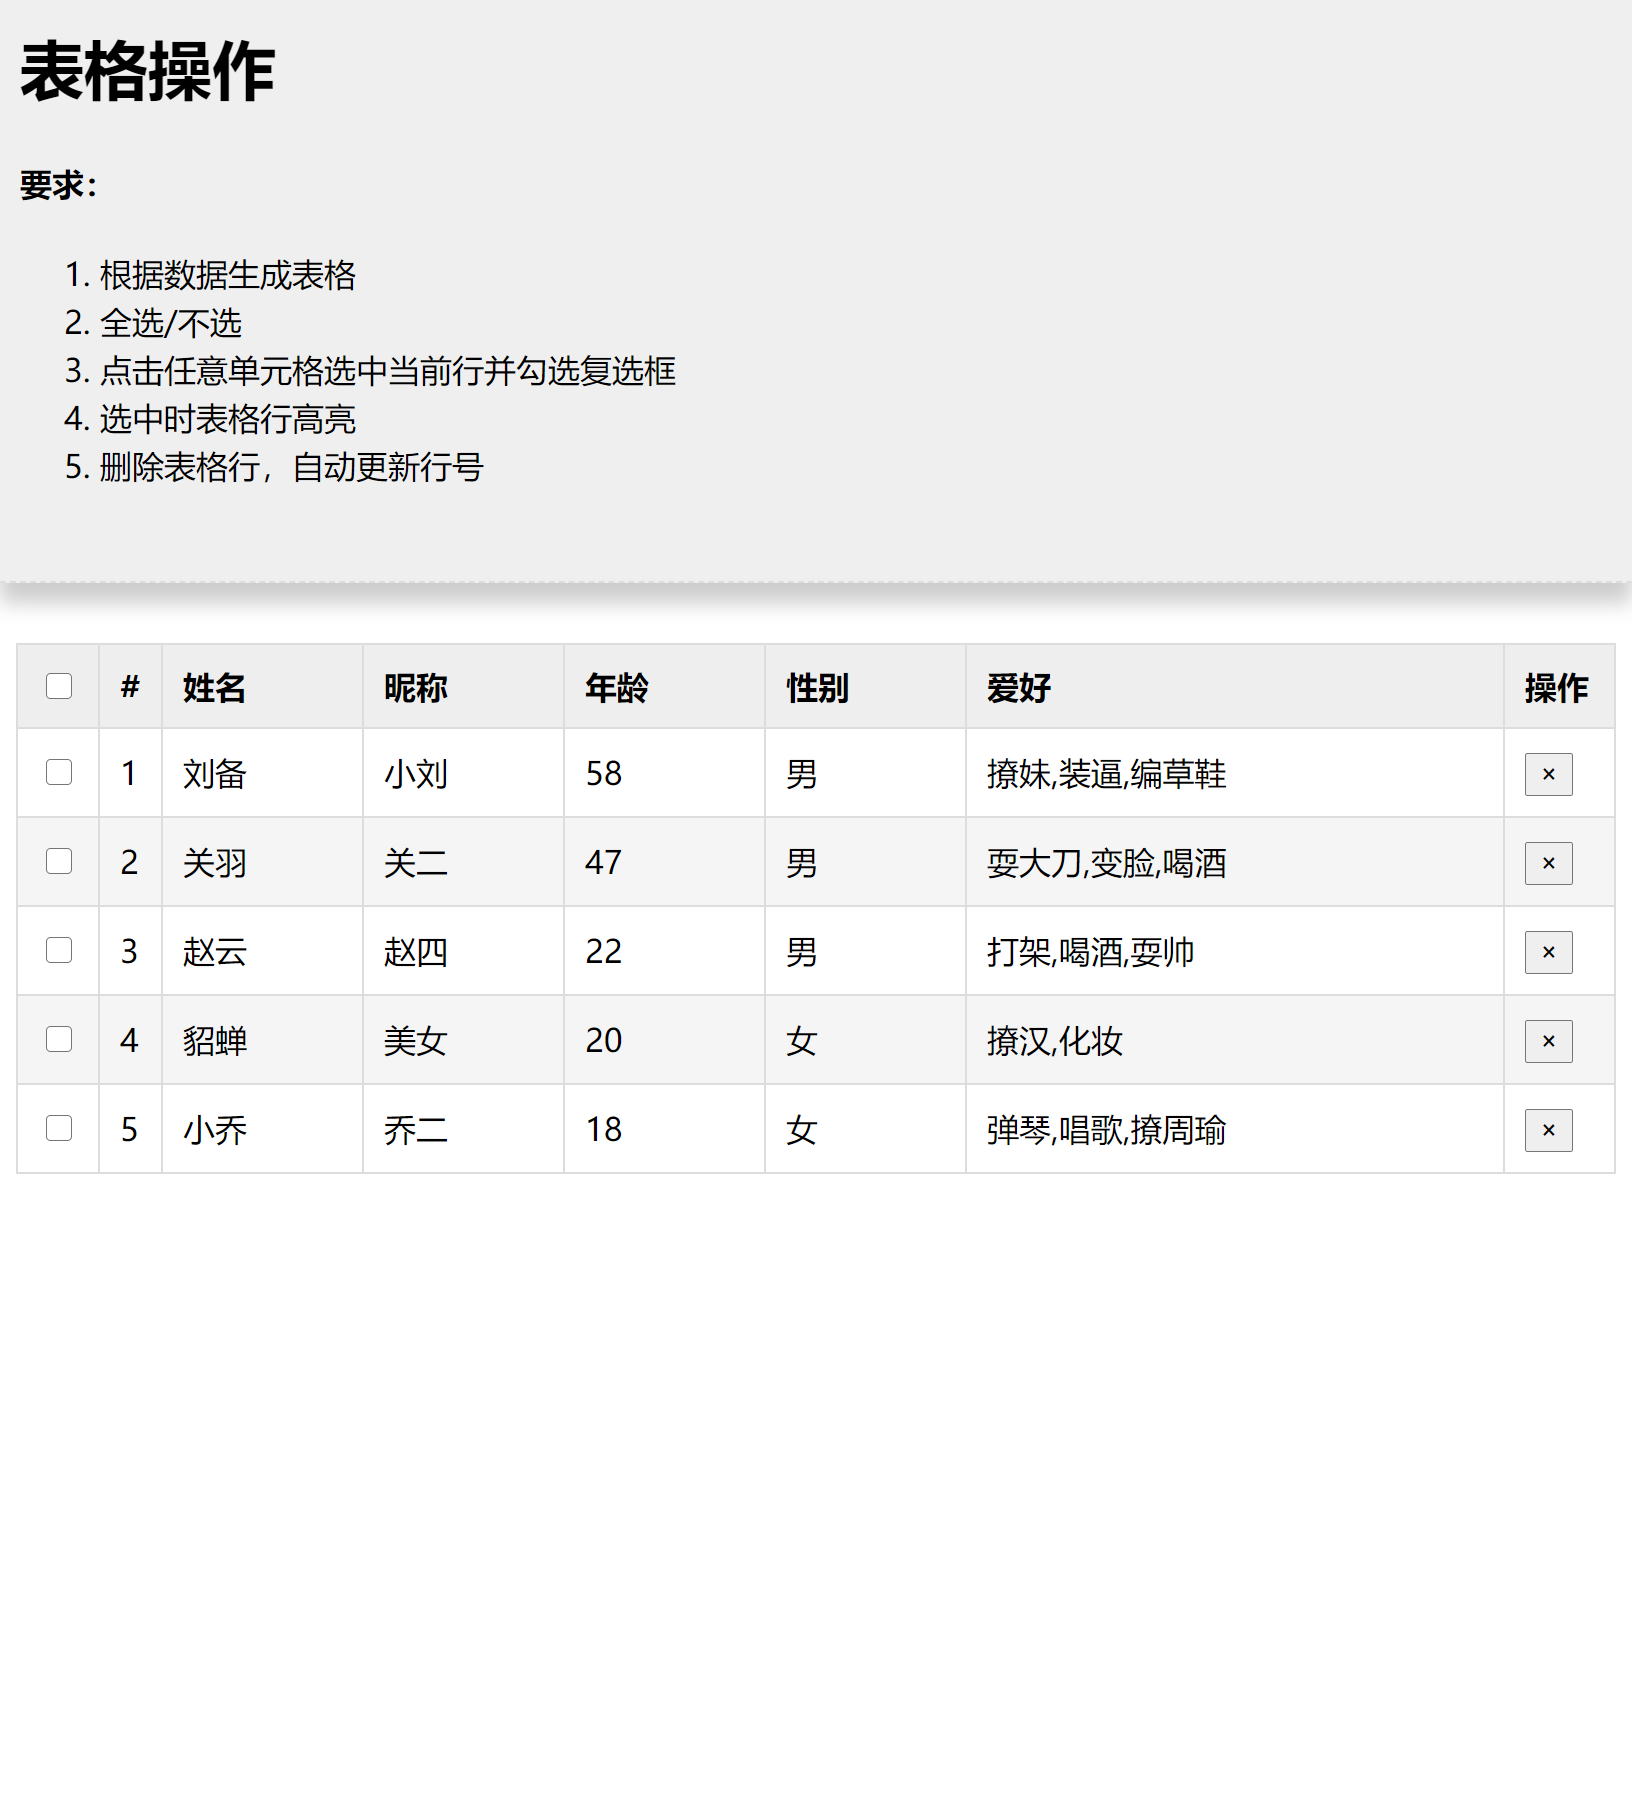 表格操作
要求：
1. 根据数据生成表格
2. 全选/不选
3. 点击任意单元格选中当前行并勾选复选框
4. 选中时表格行高亮
5. 删除表格行，自动更新行号
# 姓名 昵称 年龄 性别 爱好 操作
1 刘备 小刘 58 男 撩妹,装逼,编草鞋 ×
2 关羽 关二 47 男 耍大刀,变脸,喝酒 ×
3 赵云 赵四 22 男 打架,喝酒,耍帅 ×
4 貂蝉 美女 20 女 撩汉,化妆 ×
5 小乔 乔二 18 女 弹琴,唱歌,撩周瑜 ×